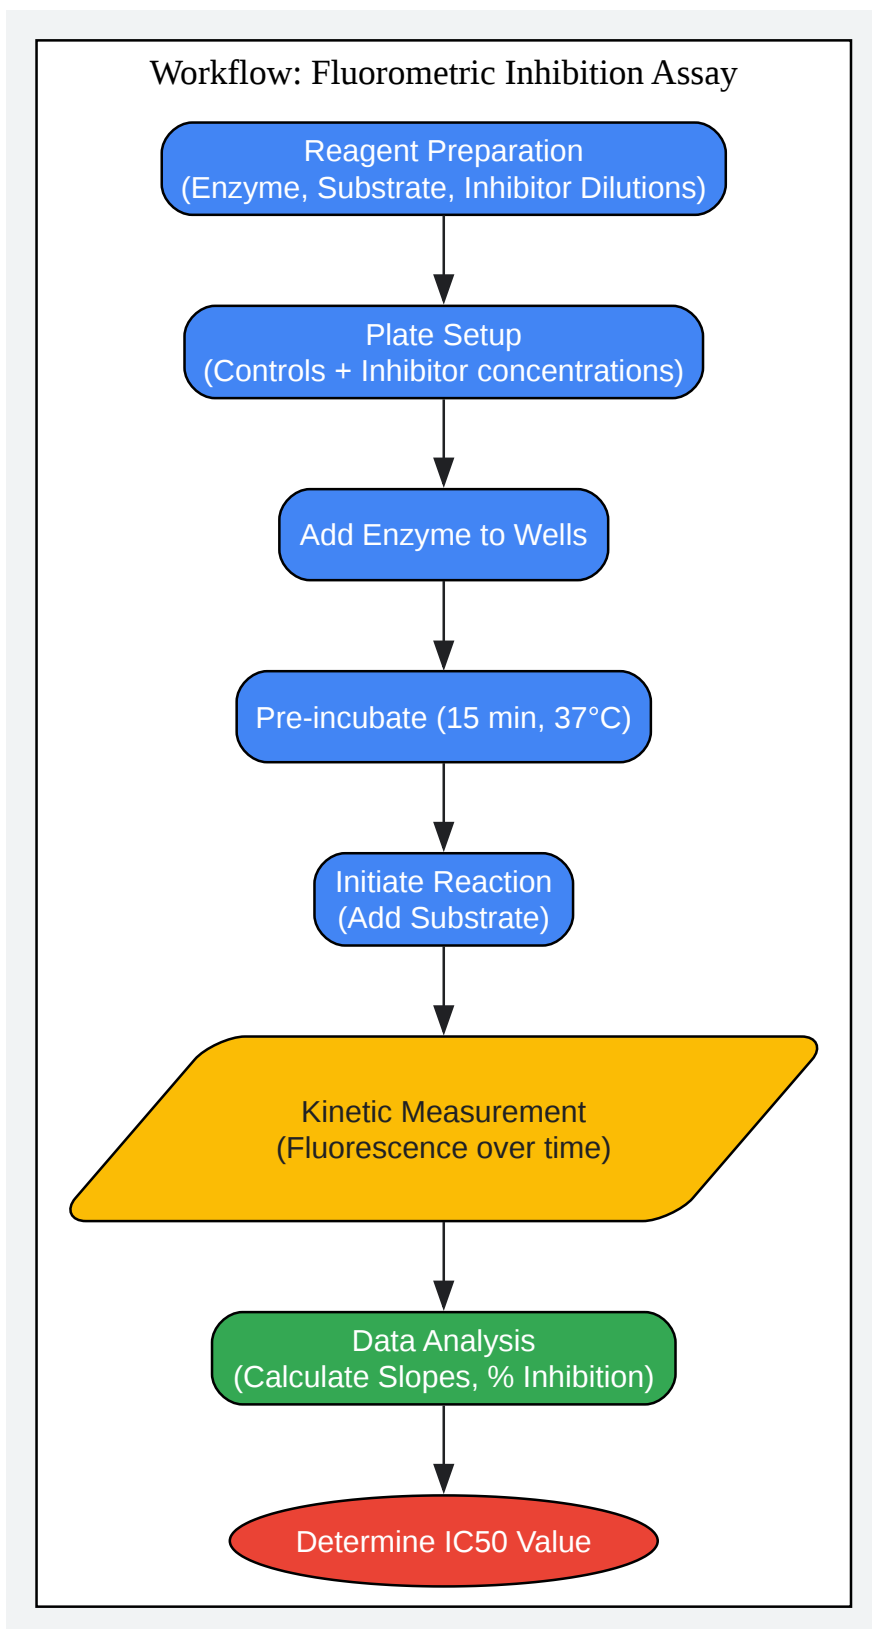 Workflow: Fluorometric Inhibition Assay
Reagent Preparation
(Enzyme, Substrate, Inhibitor Dilutions)
Plate Setup
(Controls + Inhibitor concentrations)
Add Enzyme to Wells
Pre-incubate (15 min, 37°C)
Initiate Reaction
(Add Substrate)
Kinetic Measurement
(Fluorescence over time)
Data Analysis
(Calculate Slopes, % Inhibition)
Determine IC50 Value